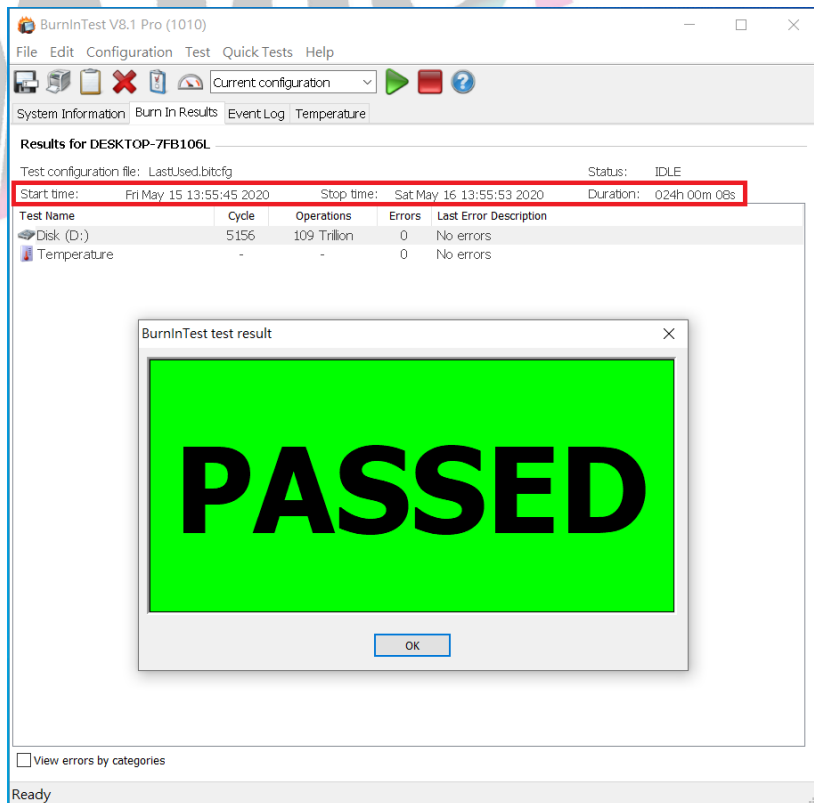 BurnInTest V8.1 Pro (1010)
File Edit Configuration Test Quick Tests Help
Current configuration
System Information Burn In Results Event Log Temperature
Results for DESKTOP-7FB106L
Test configuration file: LastUsed.bitcfg Status: IDLE
Start time: Fri May 15 13:55:45 2020 Stop time: Sat May 16 13:55:53 2020 Duration: 024h 00m 08s
Test Name Cycle Operations Errors Last Error Description
Disk (D:) 5156 109 Trillion 0 No errors
Temperature - - 0 No errors
BurnInTest test result
PASSED
OK
View errors by categories
Ready